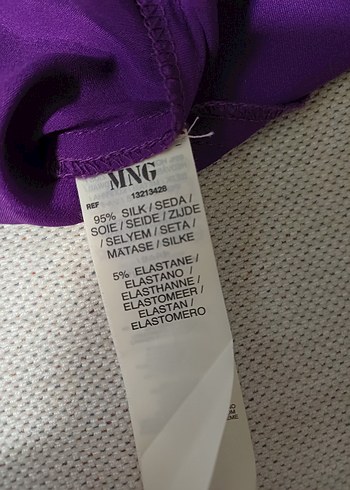 MNG
REF 13213428
95% SILK / SEDA /
SOIE / SEIDE / ZIJDE
/ SELYEM / SETA /
MATASE / SILKE
5% ELASTANE /
ELASTANO /
ELASTHANNE /
ELASTOMEER /
ELASTAN /
ELASTOMERO